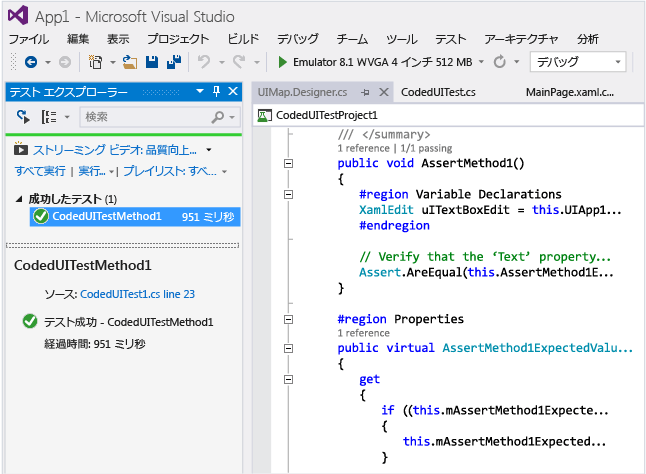 App1 - Microsoft Visual Studio
ファイル 編集 表示 プロジェクト ビルド デバッグ チーム ツール テスト アーキテクチャ 分析
Emulator 8.1 WVGA 4 インチ 512 MB デバッグ
テスト エクスプローラー
検索
ストリーミング ビデオ: 品質向上...
すべて実行 | 実行... | プレイリスト: すべ...
成功したテスト (1)
CodedUITestMethod1 951 ミリ秒
CodedUITestMethod1
ソース: CodedUITest1.cs line 23
テスト成功 - CodedUITestMethod1
経過時間: 951 ミリ秒
UIMap.Designer.cs CodedUITest.cs MainPage.xaml.c...
CodedUITestProject1
/// </summary>
1 reference | 1/1 passing
public void AssertMethod1()
{
#region Variable Declarations
XamlEdit uITextBoxEdit = this.UIApp1...
#endregion
// Verify that the ‘Text’ property...
Assert.AreEqual(this.AssertMethod1E...
}
#region Properties
1 reference
public virtual AssertMethod1ExpectedValu...
{
get
{
if ((this.mAssertMethod1Expecte...
{
this.mAssertMethod1Expected...
}